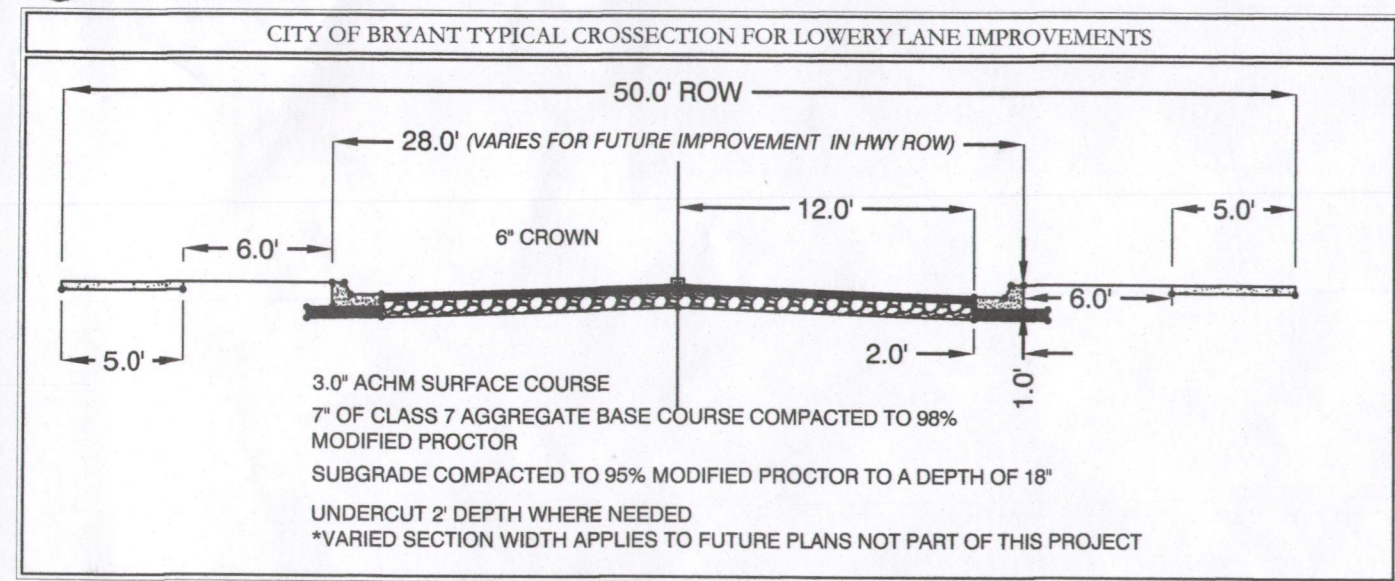 CITY OF BRYANT TYPICAL CROSSECTION FOR LOWERY LANE IMPROVEMENTS
50.0' ROW
28.0' (VARIES FOR FUTURE IMPROVEMENT IN HWY ROW)
12.0'
5.0'
6.0'
6" CROWN
6.0'
5.0'
2.0'
1.0'
3.0" ACHM SURFACE COURSE
7" OF CLASS 7 AGGREGATE BASE COURSE COMPACTED TO 98%
MODIFIED PROCTOR
SUBGRADE COMPACTED TO 95% MODIFIED PROCTOR TO A DEPTH OF 18"
UNDERCUT 2' DEPTH WHERE NEEDED
*VARIED SECTION WIDTH APPLIES TO FUTURE PLANS NOT PART OF THIS PROJECT